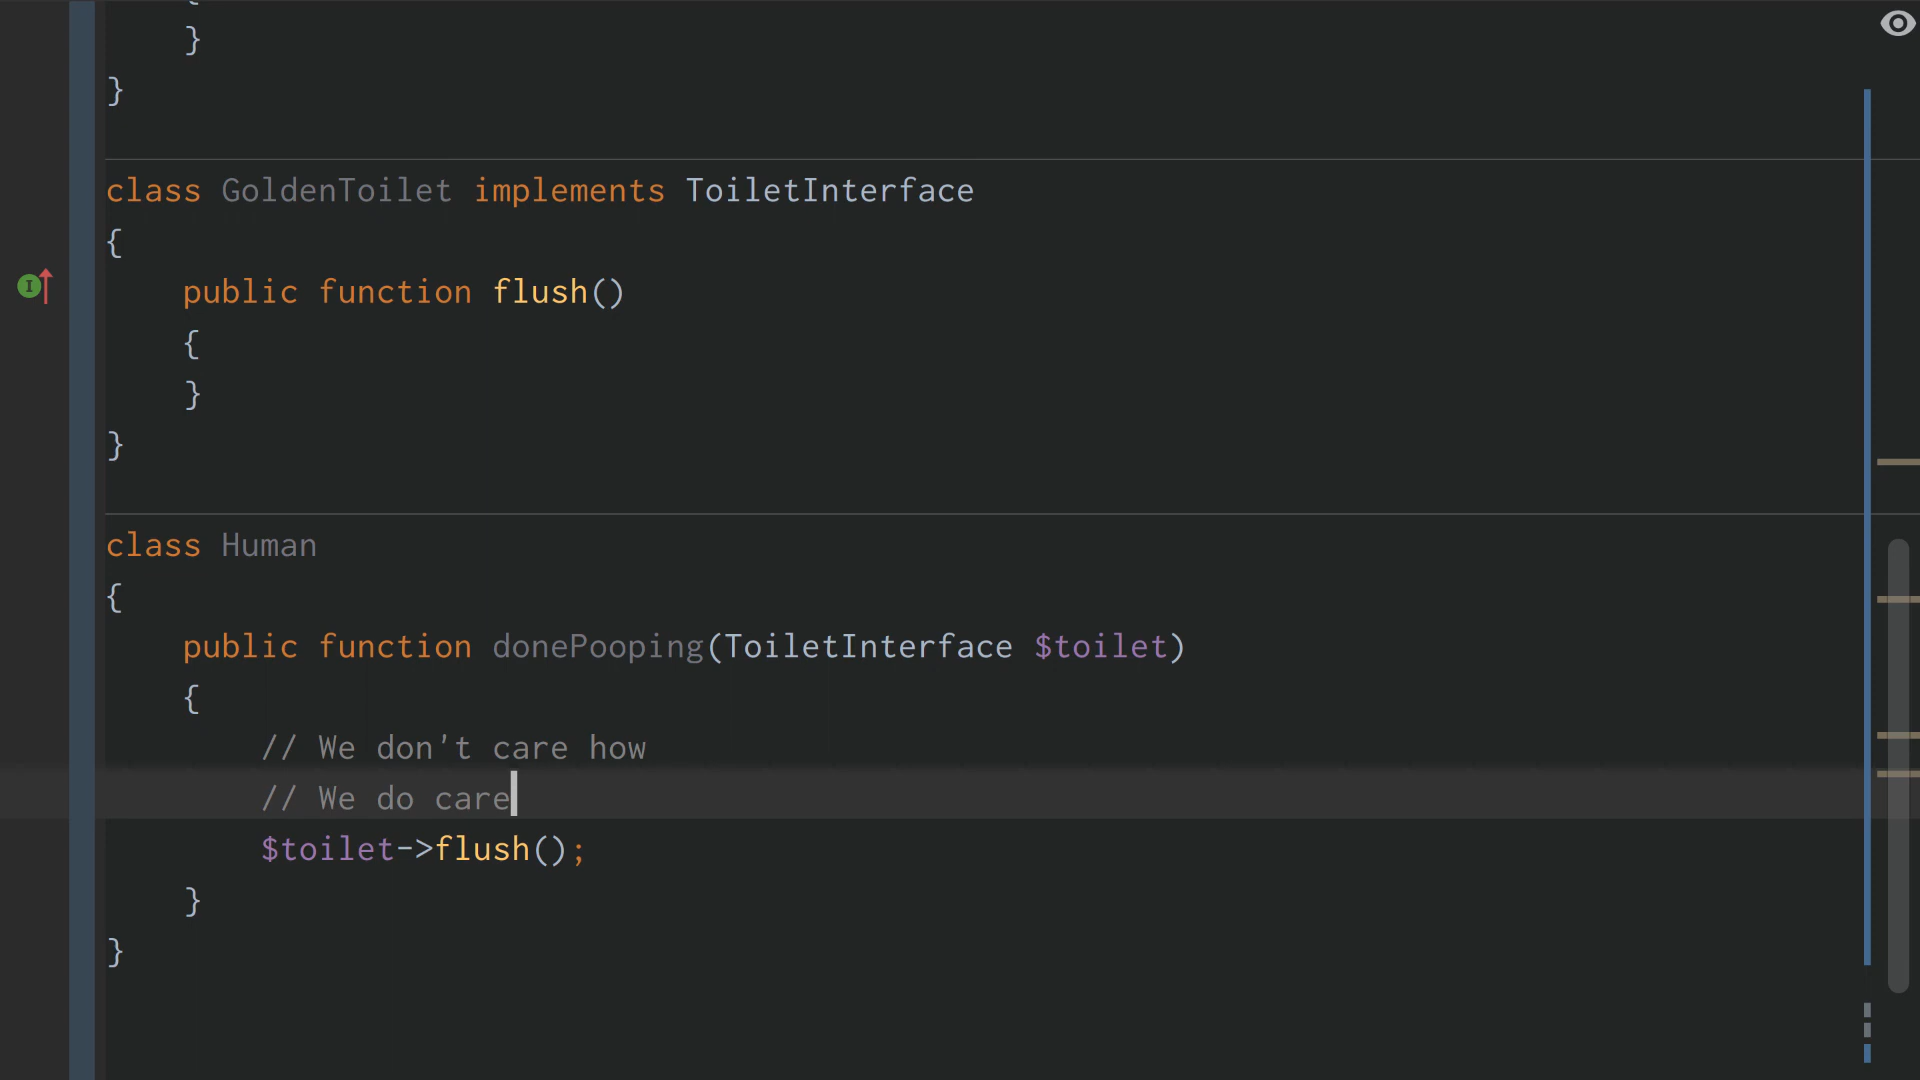 }
}
class GoldenToilet implements ToiletInterface
{
    public function flush()
    {
    }
}
class Human
{
    public function donePooping(ToiletInterface $toilet)
    {
        // We don't care how
        // We do care
        $toilet->flush();
    }
}